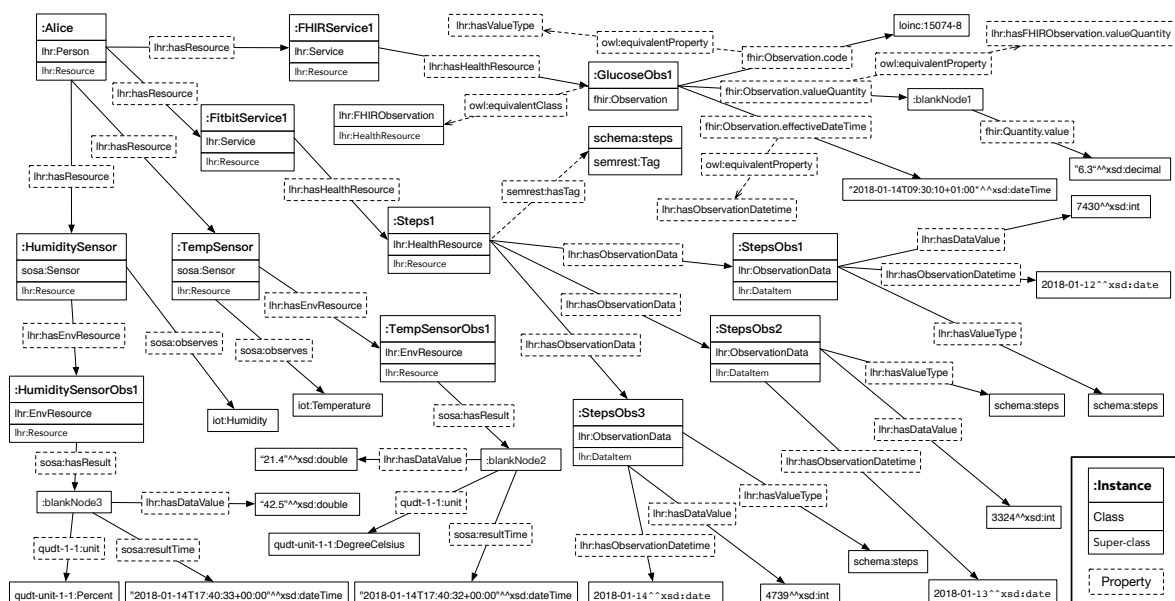 :Alice
lhr:Person
lhr:Resource
lhr:hasResource
:FHIRService1
lhr:Service
lhr:Resource
lhr:hasHealthResource
lhr:hasValueType
owl:equivalentProperty
fhir:Observation.code
loinc:15074-8
lhr:hasFHIRObservation.valueQuantity
owl:equivalentProperty
:GlucoseObs1
fhir:Observation
fhir:Observation.valueQuantity
:blankNode1
owl:equivalentClass
lhr:FHIRObservation
lhr:HealthResource
fhir:Observation.effectiveDateTime
fhir:Quantity.value
"6.3"^^xsd:decimal
owl:equivalentProperty
"2018-01-14T09:30:10+01:00"^^xsd:dateTime
lhr:hasObservationDatetime
lhr:hasResource
:FitbitService1
lhr:Service
lhr:Resource
lhr:hasHealthResource
schema:steps
semrest:Tag
semrest:hasTag
lhr:hasResource
lhr:hasResource
:Steps1
lhr:HealthResource
lhr:Resource
lhr:hasObservationData
:StepsObs1
lhr:ObservationData
lhr:DataItem
lhr:hasDataValue
7430^^xsd:int
lhr:hasObservationDatetime
2018-01-12^^xsd:date
lhr:hasValueType
schema:steps
:HumiditySensor
sosa:Sensor
lhr:Resource
:TempSensor
sosa:Sensor
lhr:Resource
lhr:hasEnvResource
lhr:hasEnvResource
sosa:observes
sosa:observes
:TempSensorObs1
lhr:EnvResource
lhr:Resource
lhr:hasObservationData
lhr:hasObservationData
:StepsObs2
lhr:ObservationData
lhr:DataItem
lhr:hasValueType
schema:steps
lhr:hasDataValue
3324^^xsd:int
lhr:hasObservationDatetime
2018-01-13^^xsd:date
:HumiditySensorObs1
lhr:EnvResource
lhr:Resource
iot:Humidity
iot:Temperature
sosa:hasResult
:StepsObs3
lhr:ObservationData
lhr:DataItem
lhr:hasValueType
schema:steps
lhr:hasDataValue
4739^^xsd:int
lhr:hasObservationDatetime
2018-01-14^^xsd:date
sosa:hasResult
"21.4"^^xsd:double
lhr:hasDataValue
:blankNode2
qudt-1-1:unit
qudt-unit-1-1:DegreeCelsius
sosa:resultTime
"2018-01-14T17:40:32+00:00"^^xsd:dateTime
:blankNode3
lhr:hasDataValue
"42.5"^^xsd:double
qudt-1-1:unit
sosa:resultTime
qudt-unit-1-1:Percent
"2018-01-14T17:40:33+00:00"^^xsd:dateTime
:Instance
Class
Super-class
Property